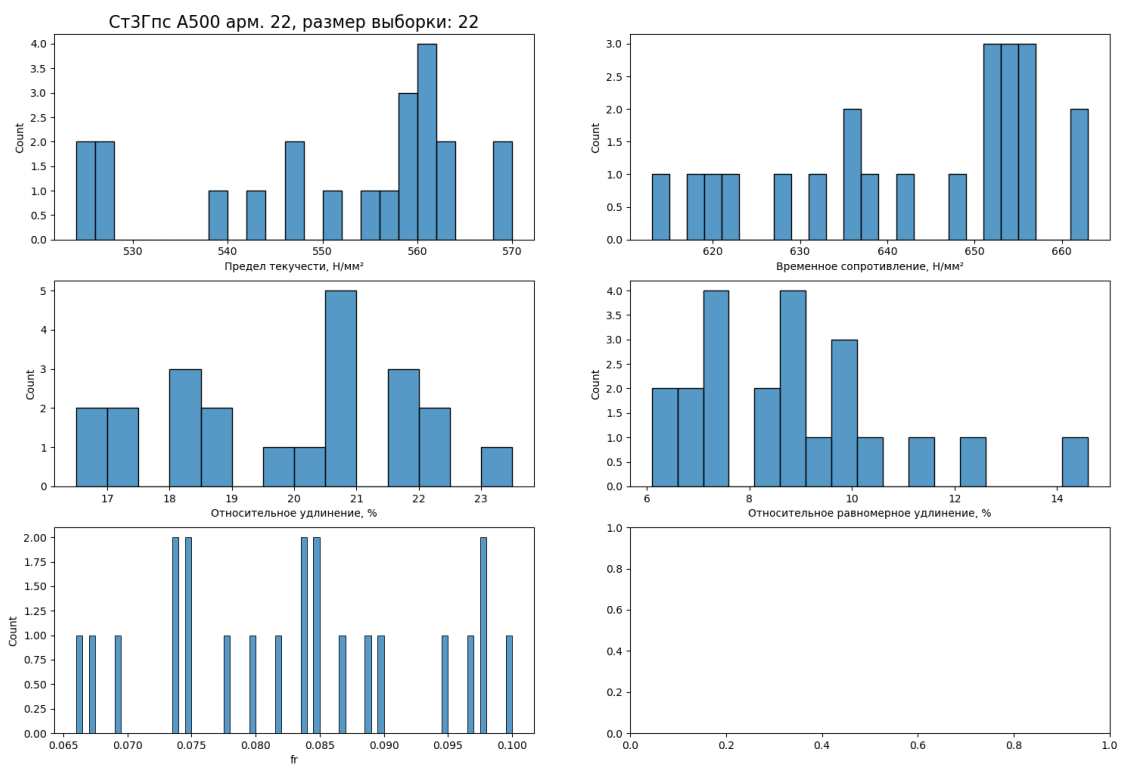 Ст3Гпс А500 арм. 22, размер выборки: 22
4.0
3.5
3.0
2.5
2.0
1.5
1.0
0.5
0.0
Count
530 540 550 560 570
Предел текучести, Н/мм²
3.0
2.5
2.0
1.5
1.0
0.5
0.0
Count
620 630 640 650 660
Временное сопротивление, Н/мм²
5
4
3
2
1
0
Count
17 18 19 20 21 22 23
Относительное удлинение, %
4.0
3.5
3.0
2.5
2.0
1.5
1.0
0.5
0.0
Count
6 8 10 12 14
Относительное равномерное удлинение, %
2.00
1.75
1.50
1.25
1.00
0.75
0.50
0.25
0.00
Count
0.065 0.070 0.075 0.080 0.085 0.090 0.095 0.100
fr
1.0
0.8
0.6
0.4
0.2
0.0
0.0 0.2 0.4 0.6 0.8 1.0